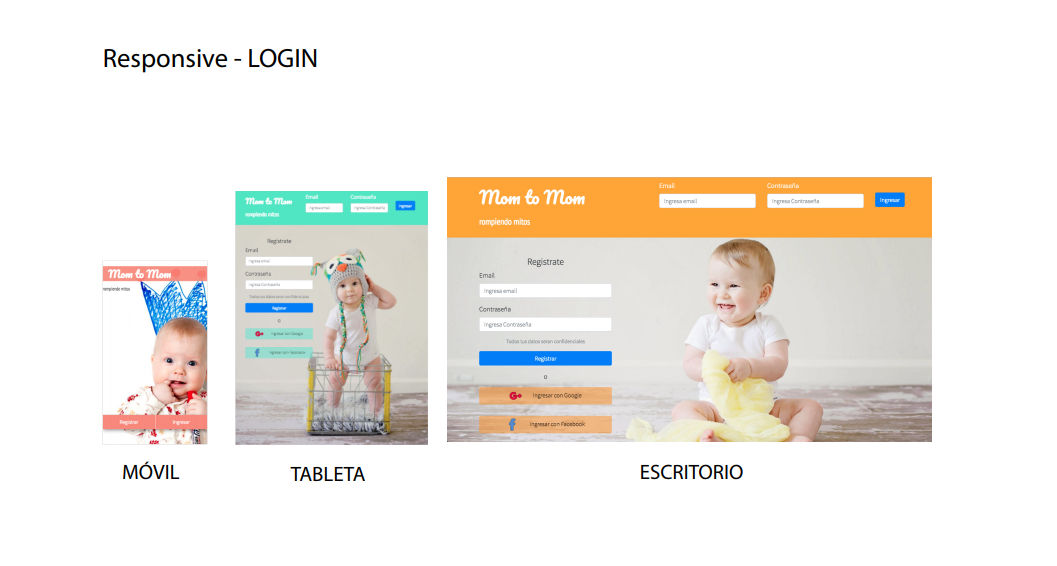 Responsive - LOGIN
Mom to Mom
rompiendo mitos
Registrar
Ingresar
MÓVIL
Mom to Mom
rompiendo mitos
Email
Ingresa email
Contraseña
Ingresa Contraseña
Ingresar
Registrate
Email
Ingresa email
Contraseña
Ingresa Contraseña
Todos tus datos seran confidenciales
Registrar
o
G+
Ingresar con Google
f
Ingresar con Facebook
TABLETA
Mom to Mom
rompiendo mitos
Email
Ingresa email
Contraseña
Ingresa Contraseña
Ingresar
Registrate
Email
Ingresa email
Contraseña
Ingresa Contraseña
Todos tus datos seran confidenciales
Registrar
o
G+
Ingresar con Google
f
Ingresar con Facebook
ESCRITORIO